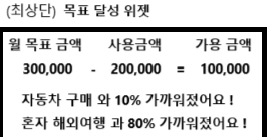 (최상단) 목표 달성 위젯
월 목표 금액 사용금액 가용 금액
300,000 - 200,000 = 100,000
자동차 구매 와 10% 가까워졌어요 !
혼자 해외여행 과 80% 가까워졌어요 !